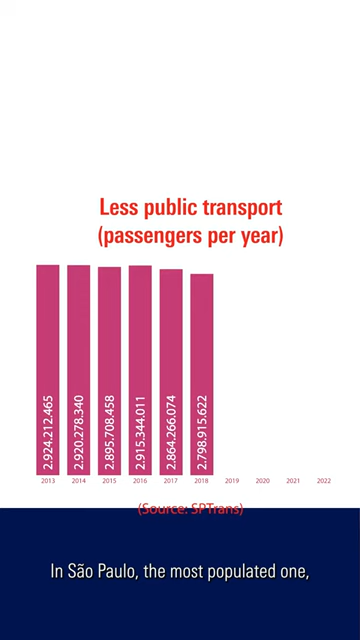 Less public transport
(passengers per year)
2.924.212.465
2.920.278.340
2.895.708.458
2.915.344.011
2.864.266.074
2.798.915.622
2013 2014 2015 2016 2017 2018 2019 2020 2021 2022
(Source: SPTrans)
In São Paulo, the most populated one,